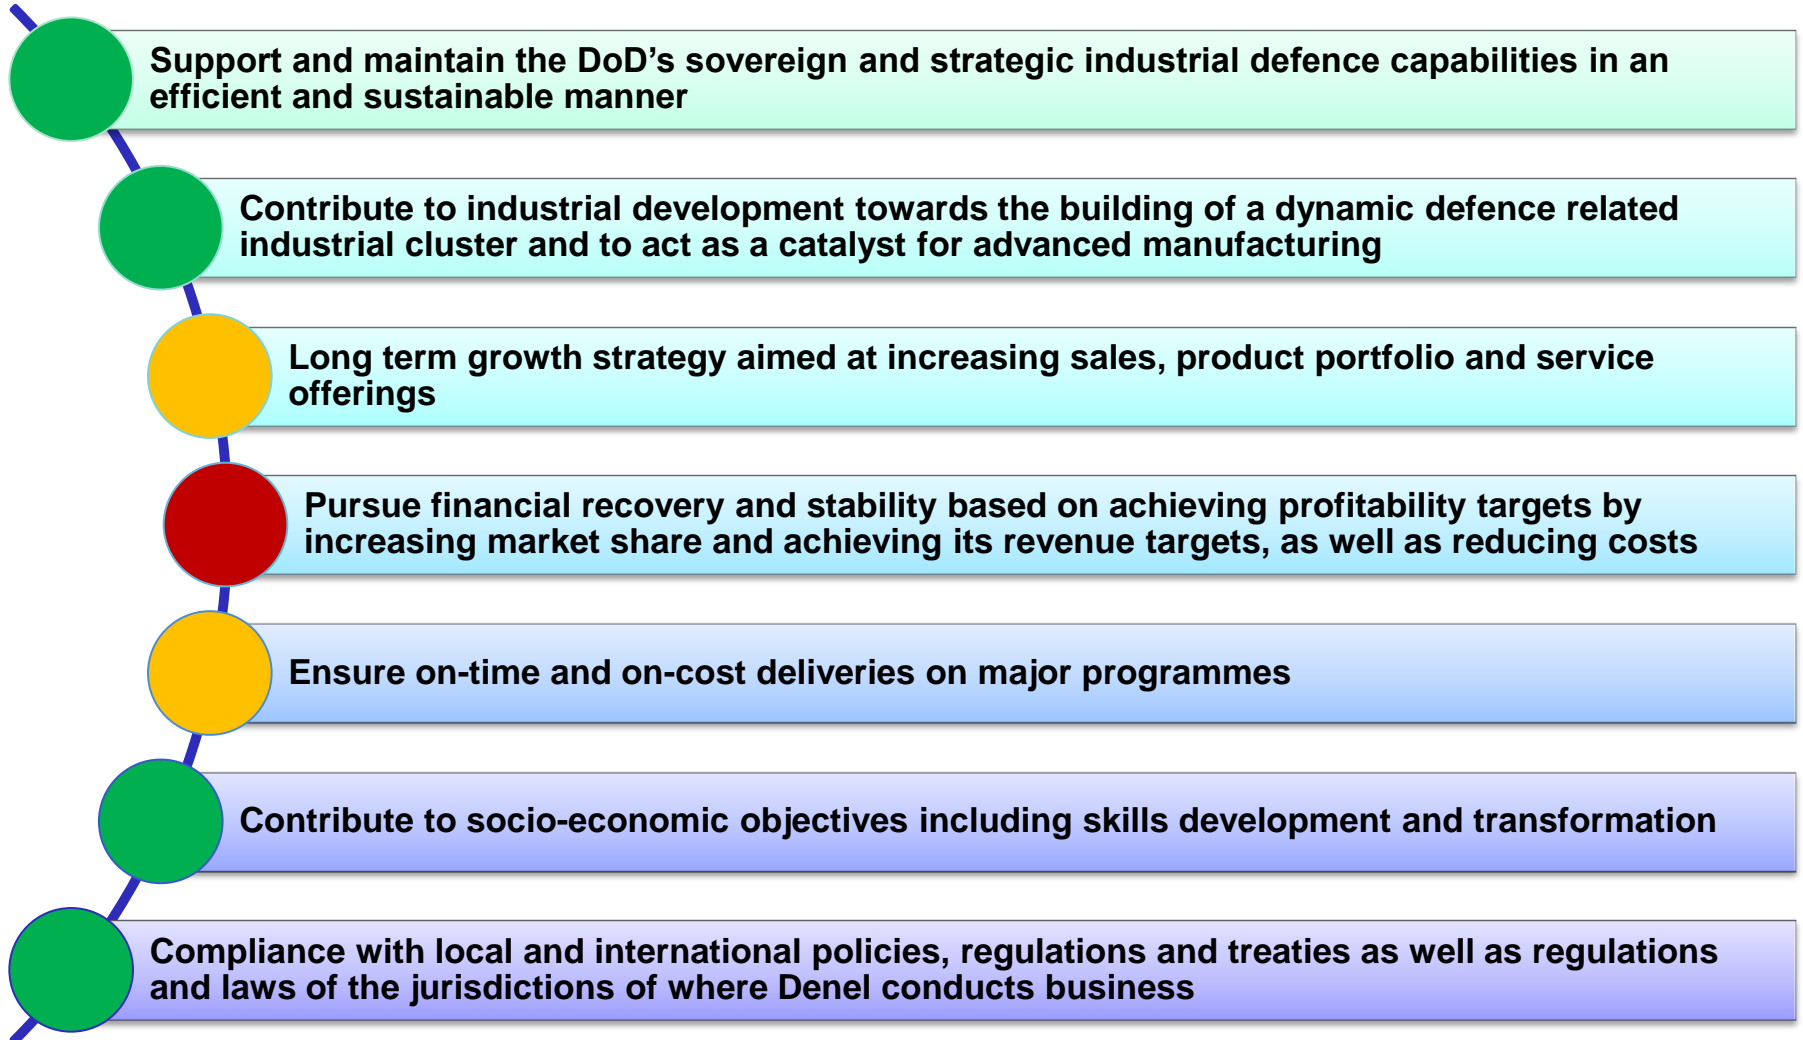 Support and maintain the DoD’s sovereign and strategic industrial defence capabilities in an
efficient and sustainable manner
Contribute to industrial development towards the building of a dynamic defence related
industrial cluster and to act as a catalyst for advanced manufacturing
Long term growth strategy aimed at increasing sales, product portfolio and service
offerings
Pursue financial recovery and stability based on achieving profitability targets by
increasing market share and achieving its revenue targets, as well as reducing costs
Ensure on-time and on-cost deliveries on major programmes
Contribute to socio-economic objectives including skills development and transformation
Compliance with local and international policies, regulations and treaties as well as regulations
and laws of the jurisdictions of where Denel conducts business